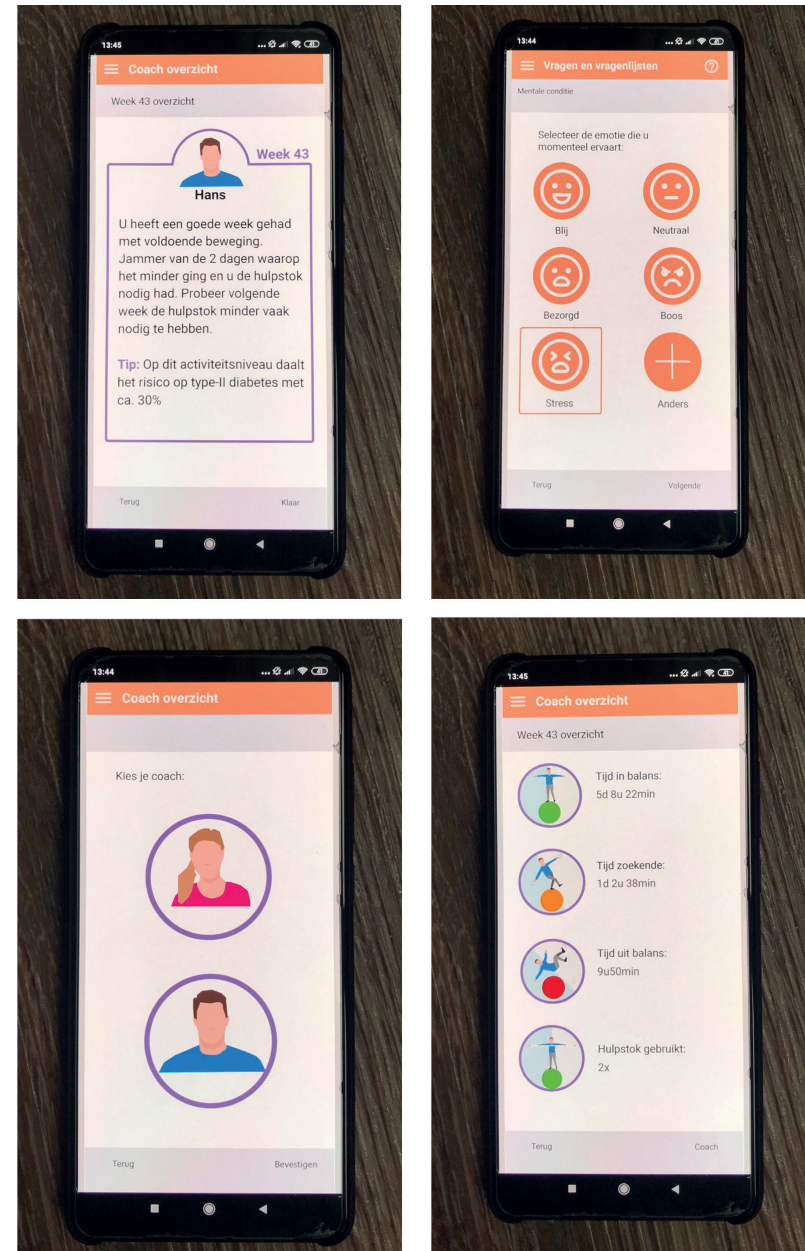 13:45
Coach overzicht
Week 43 overzicht
Week 43
Hans
U heeft een goede week gehad
met voldoende beweging.
Jammer van de 2 dagen waarop
het minder ging en u de hulpstok
nodig had. Probeer volgende
week de hulpstok minder vaak
nodig te hebben.
Tip: Op dit activiteitsniveau daalt
het risico op type-II diabetes met
ca. 30%
Terug
Klaar
13:44
Vragen en vragenlijsten
Mentale conditie
Selecteer de emotie die u
momenteel ervaart:
Blij
Neutraal
Bezorgd
Boos
Stress
Anders
Terug
Volgende
13:44
Coach overzicht
Kies je coach:
Terug
Bevestigen
13:45
Coach overzicht
Week 43 overzicht
Tijd in balans:
5d 8u 22min
Tijd zoekende:
1d 2u 38min
Tijd uit balans:
9u50min
Hulpstok gebruikt:
2x
Terug
Coach